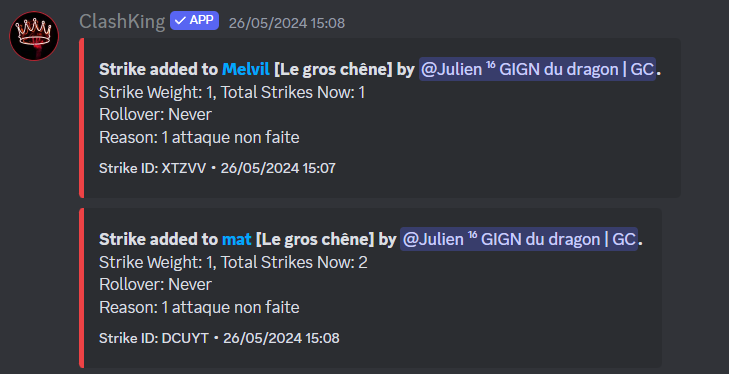 ClashKing ✓ APP 26/05/2024 15:08
Strike added to Melvil [Le gros chêne] by @Julien ¹⁶ GIGN du dragon | GC.
Strike Weight: 1, Total Strikes Now: 1
Rollover: Never
Reason: 1 attaque non faite
Strike ID: XTZVV • 26/05/2024 15:07
Strike added to mat [Le gros chêne] by @Julien ¹⁶ GIGN du dragon | GC.
Strike Weight: 1, Total Strikes Now: 2
Rollover: Never
Reason: 1 attaque non faite
Strike ID: DCUYT • 26/05/2024 15:08